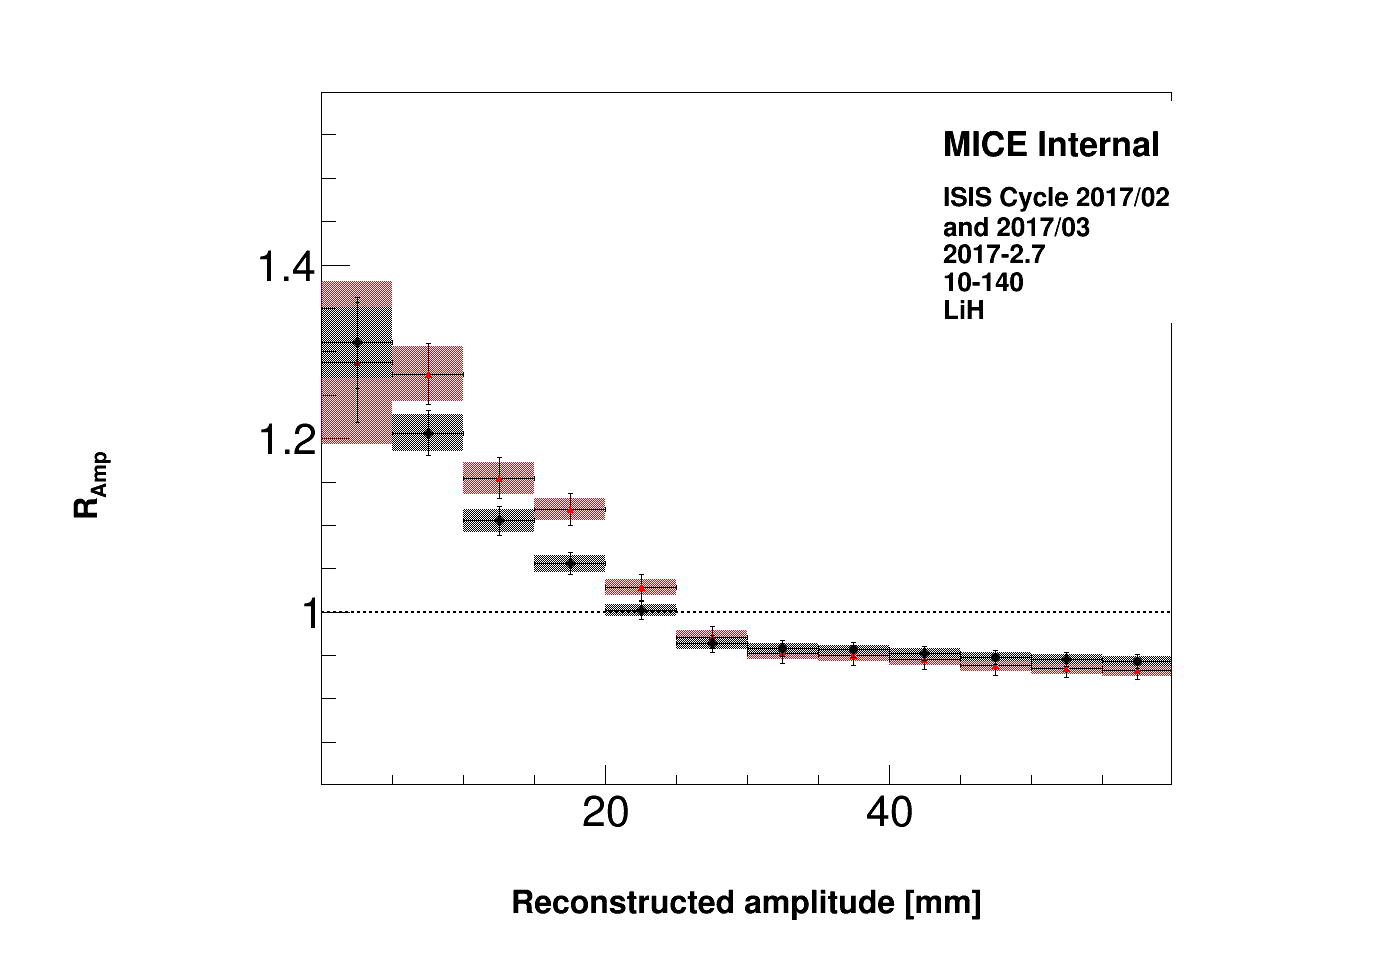 MICE Internal
ISIS Cycle 2017/02
and 2017/03
2017-2.7
10-140
LiH
1.4
1.2
1
R_Amp
20
40
Reconstructed amplitude [mm]